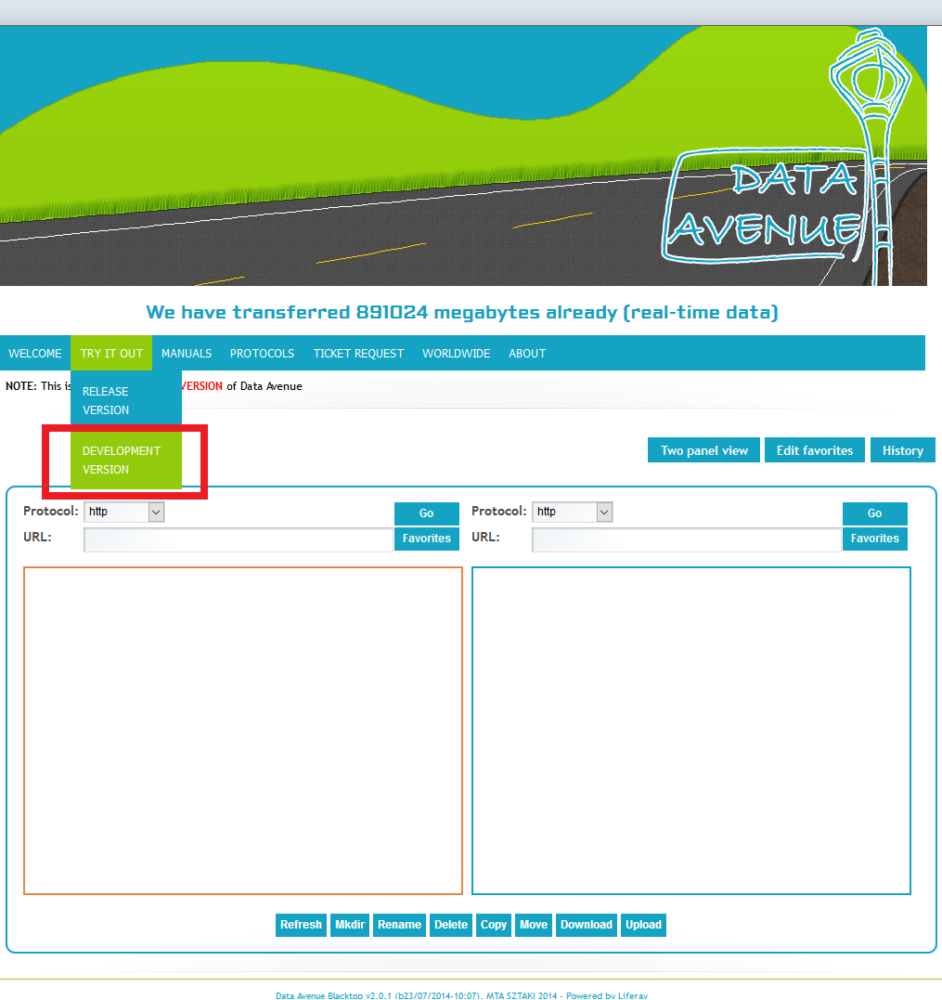 DATA
AVENUE
We have transferred 891024 megabytes already (real-time data)
WELCOME TRY IT OUT MANUALS PROTOCOLS TICKET REQUEST WORLDWIDE ABOUT
NOTE: This is VERSION of Data Avenue
RELEASE
VERSION
DEVELOPMENT
VERSION
Two panel view Edit favorites History
Protocol: http Go Protocol: http Go
URL: Favorites URL: Favorites
Refresh Mkdir Rename Delete Copy Move Download Upload
Data Avenue Blacktop v2.0.1 (b23/07/2014-10:07), MTA SZTAKI 2014 - Powered by Liferay